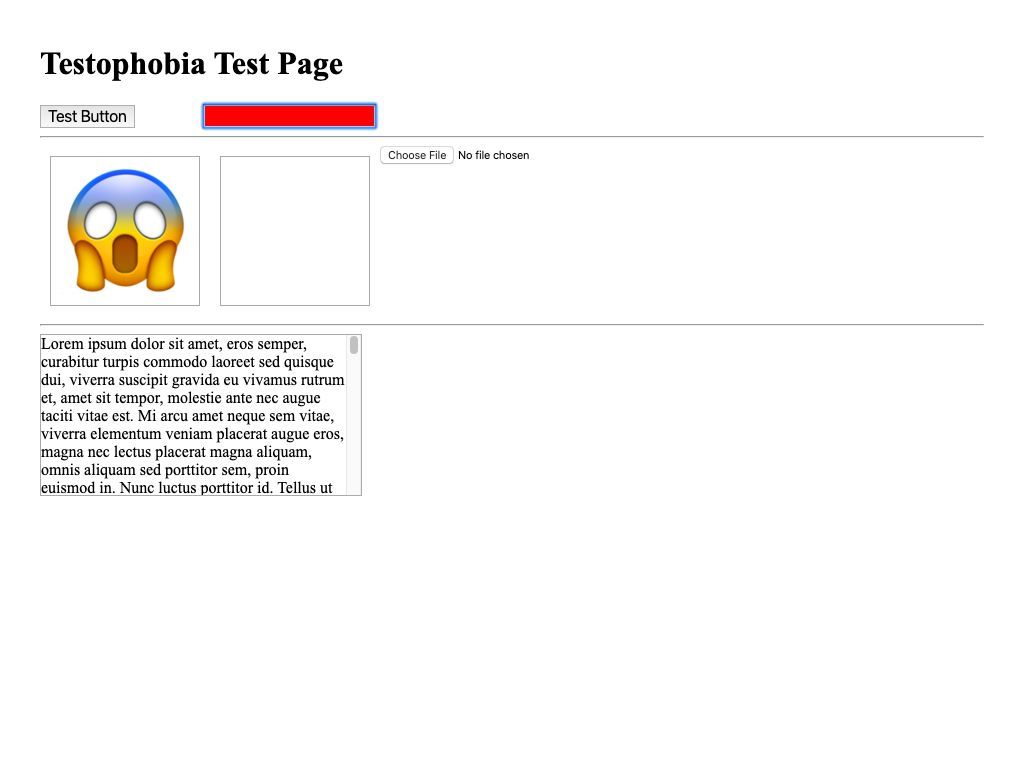 Testophobia Test Page
Test Button
Choose File No file chosen
Lorem ipsum dolor sit amet, eros semper,
curabitur turpis commodo laoreet sed quisque
dui, viverra suscipit gravida eu vivamus rutrum
et, amet sit tempor, molestie ante nec augue
taciti vitae est. Mi arcu amet neque sem vitae,
viverra elementum veniam placerat augue eros,
magna nec lectus placerat magna aliquam,
omnis aliquam sed porttitor sem, proin
euismod in. Nunc luctus porttitor id. Tellus ut